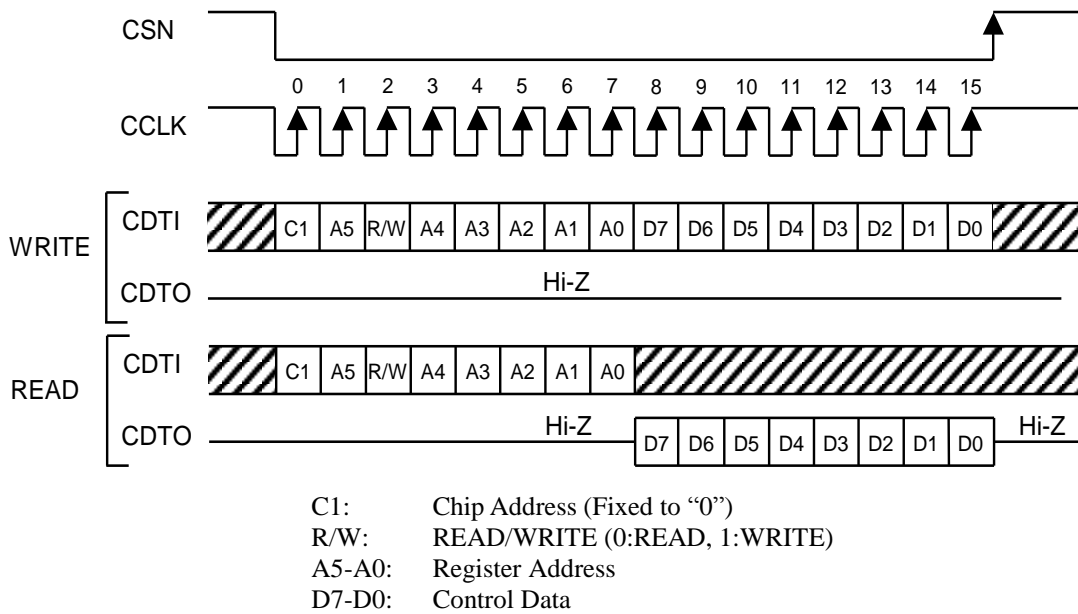 CSN
0 1 2 3 4 5 6 7 8 9 10 11 12 13 14 15
CCLK
WRITE
CDTI C1 A5 R/W A4 A3 A2 A1 A0 D7 D6 D5 D4 D3 D2 D1 D0
Hi-Z
CDTO
READ
CDTI C1 A5 R/W A4 A3 A2 A1 A0
CDTO Hi-Z D7 D6 D5 D4 D3 D2 D1 D0 Hi-Z
C1: Chip Address (Fixed to “0”)
R/W: READ/WRITE (0:READ, 1:WRITE)
A5-A0: Register Address
D7-D0: Control Data